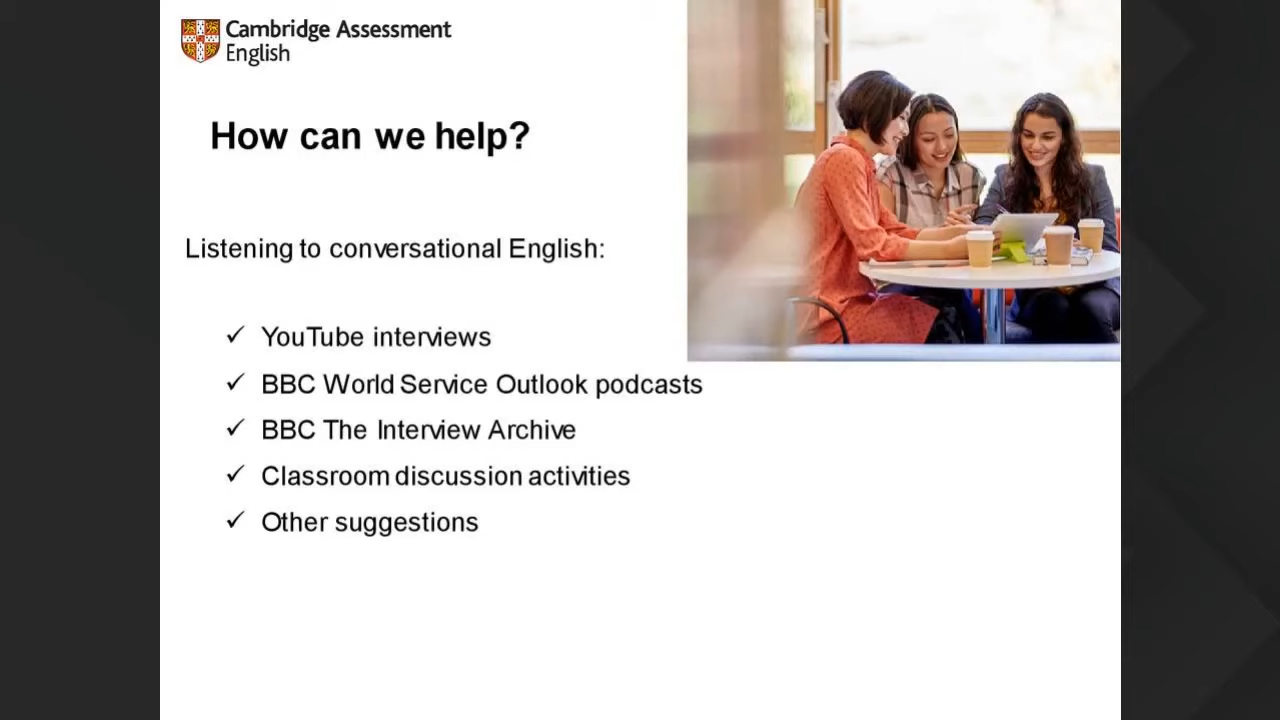 Cambridge Assessment
English
How can we help?
Listening to conversational English:
✓ YouTube interviews
✓ BBC World Service Outlook podcasts
✓ BBC The Interview Archive
✓ Classroom discussion activities
✓ Other suggestions